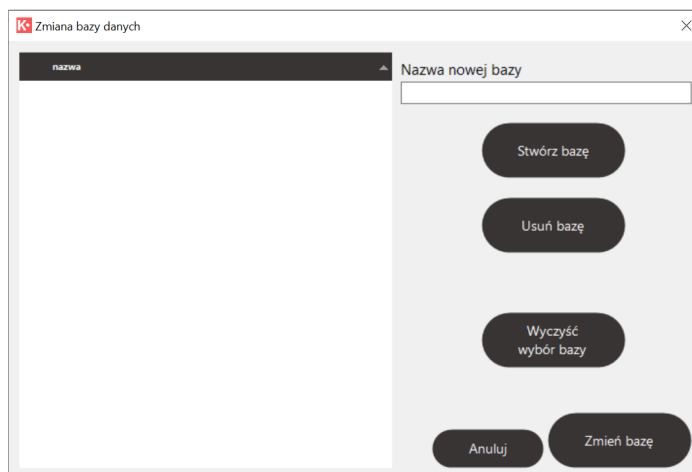 Zmiana bazy danych
nazwa
Nazwa nowej bazy
Stwórz bazę
Usuń bazę
Wyczyść
wybór bazy
Anuluj
Zmień bazę